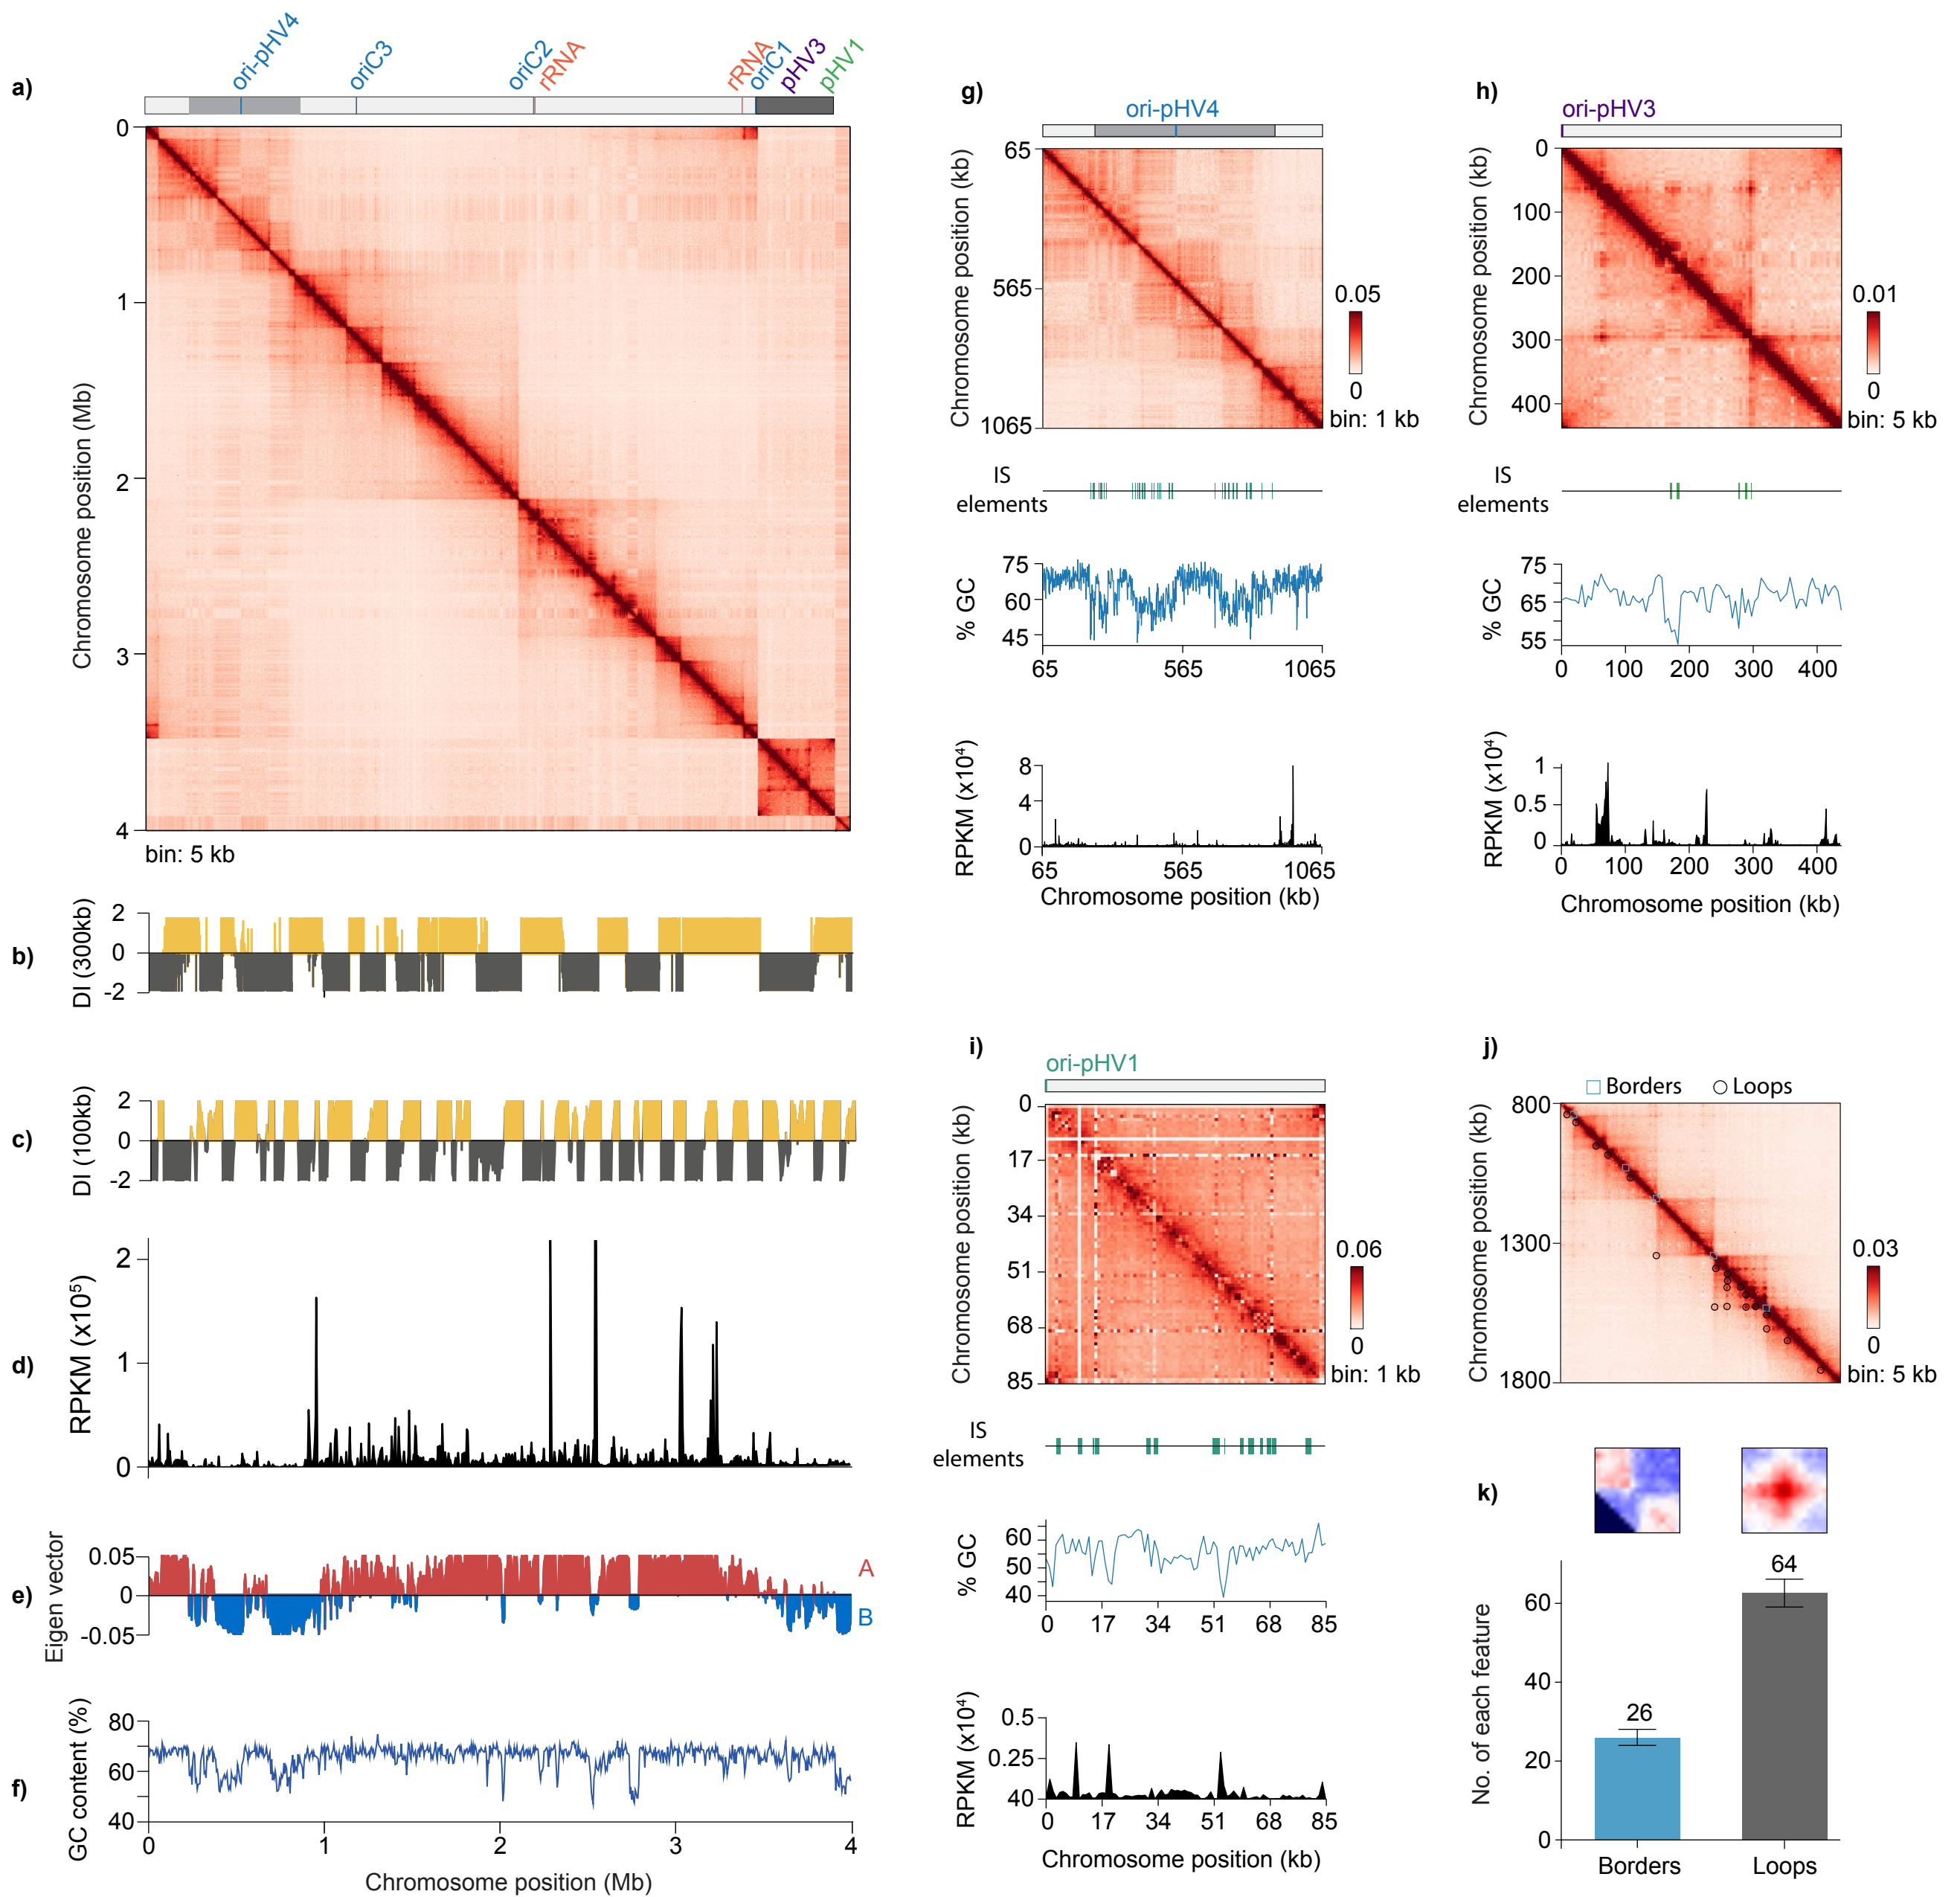 a)
ori-pHV4
oriC3
oriC2
rRNA
rRNA
oriC1
pHV3
pHV1
Chromosome position (Mb)
0
1
2
3
4
bin: 5 kb
b)
DI (300kb)
2
0
-2
c)
DI (100kb)
2
0
-2
d)
RPKM (x10⁵)
2
1
0
e)
Eigen vector
0.05
0
-0.05
A
B
f)
GC content (%)
80
60
40
0 1 2 3 4
Chromosome position (Mb)
g)
ori-pHV4
Chromosome position (kb)
65
565
1065
0.05
0
bin: 1 kb
IS
elements
% GC
75
60
45
65 565 1065
RPKM (x10⁴)
8
4
0
65 565 1065
Chromosome position (kb)
h)
ori-pHV3
Chromosome position (kb)
0
100
200
300
400
0.01
0
bin: 5 kb
IS
elements
% GC
75
65
55
0 100 200 300 400
RPKM (x10⁴)
1
0.5
0
0 100 200 300 400
Chromosome position (kb)
i)
ori-pHV1
Chromosome position (kb)
0
17
34
51
68
85
0.06
0
bin: 1 kb
IS
elements
% GC
60
50
40
0 17 34 51 68 85
RPKM (x10⁴)
0.5
0.25
40
0 17 34 51 68 85
Chromosome position (kb)
j)
Borders Loops
Chromosome position (kb)
800
1300
1800
0.03
0
bin: 5 kb
k)
No. of each feature
60
40
20
0
26
64
Borders Loops